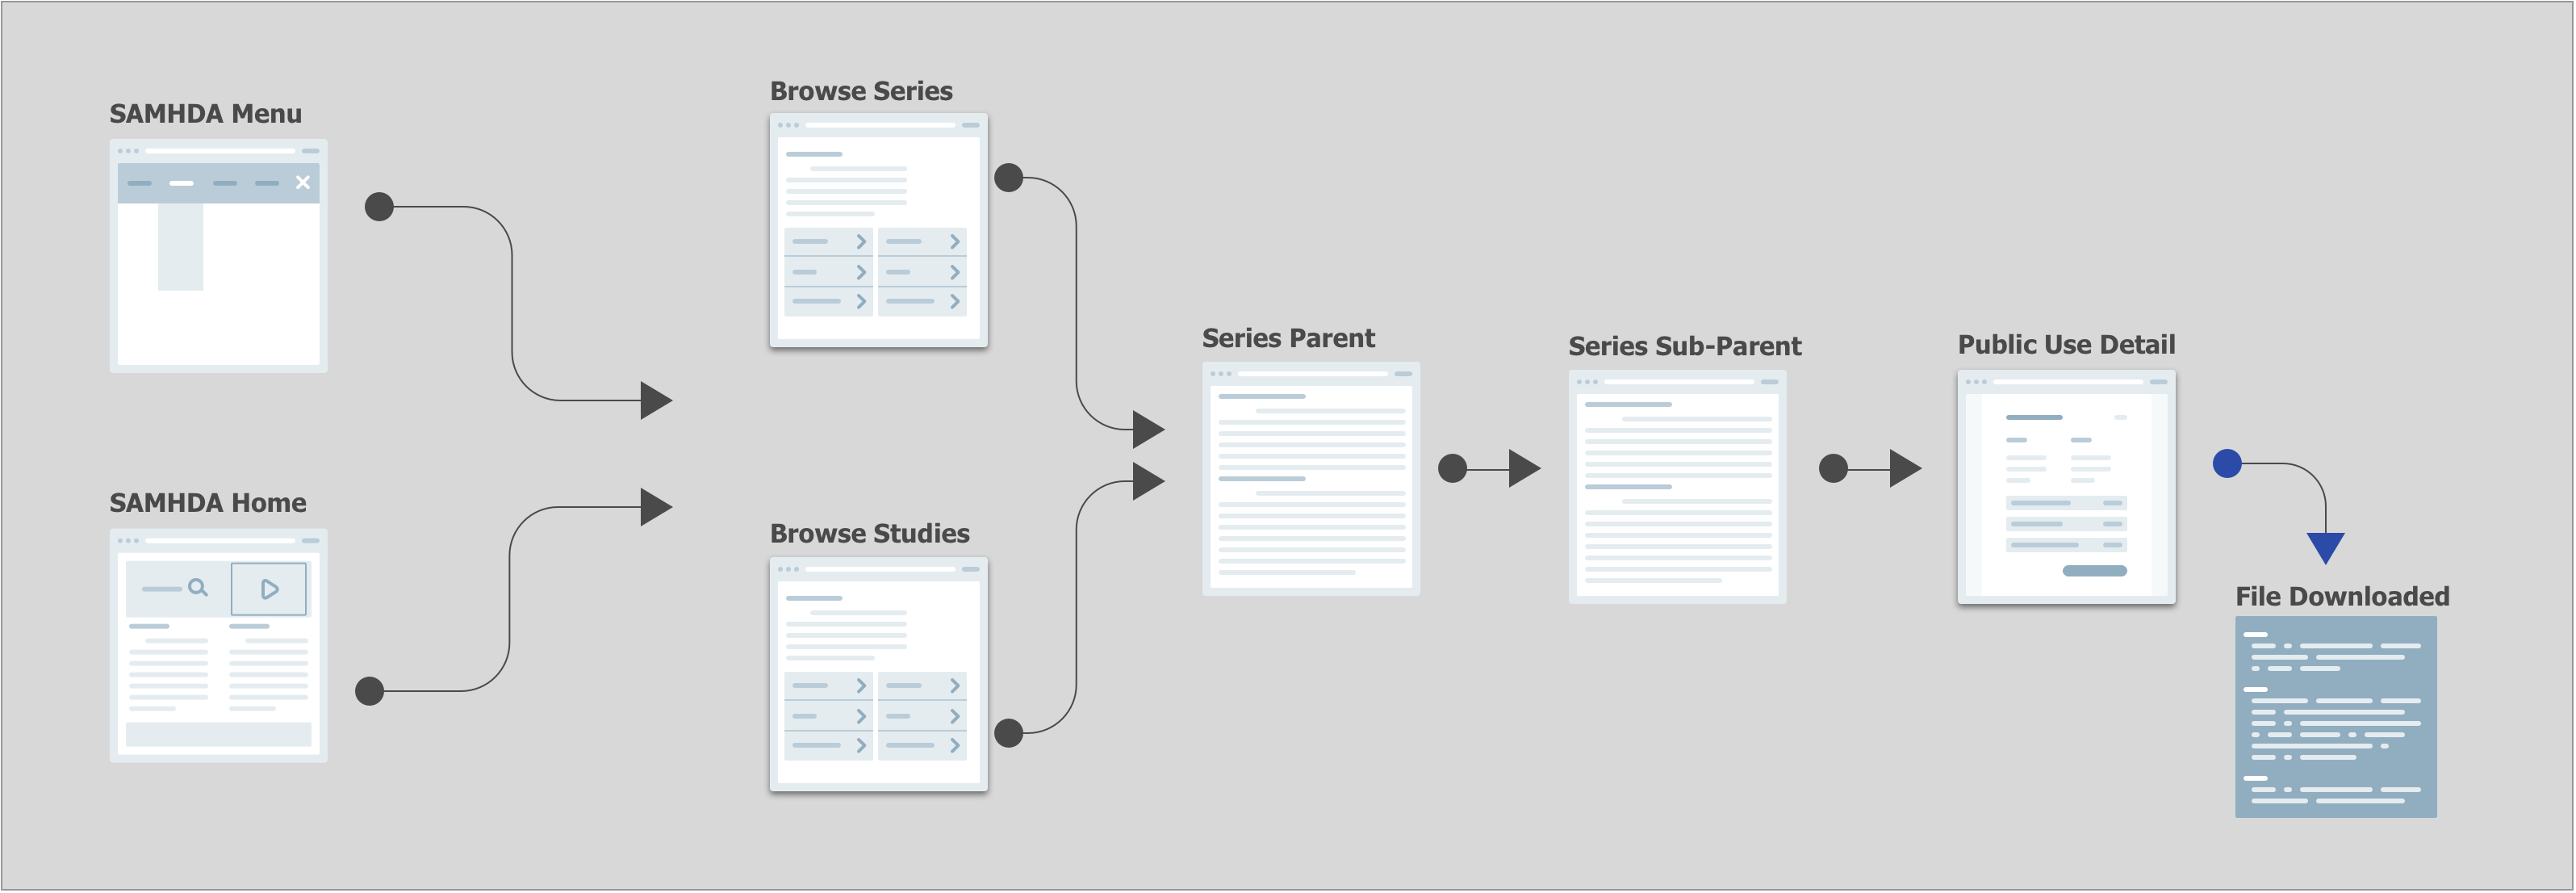 SAMHDA Menu
SAMHDA Home
Browse Series
Browse Studies
Series Parent
Series Sub-Parent
Public Use Detail
File Downloaded